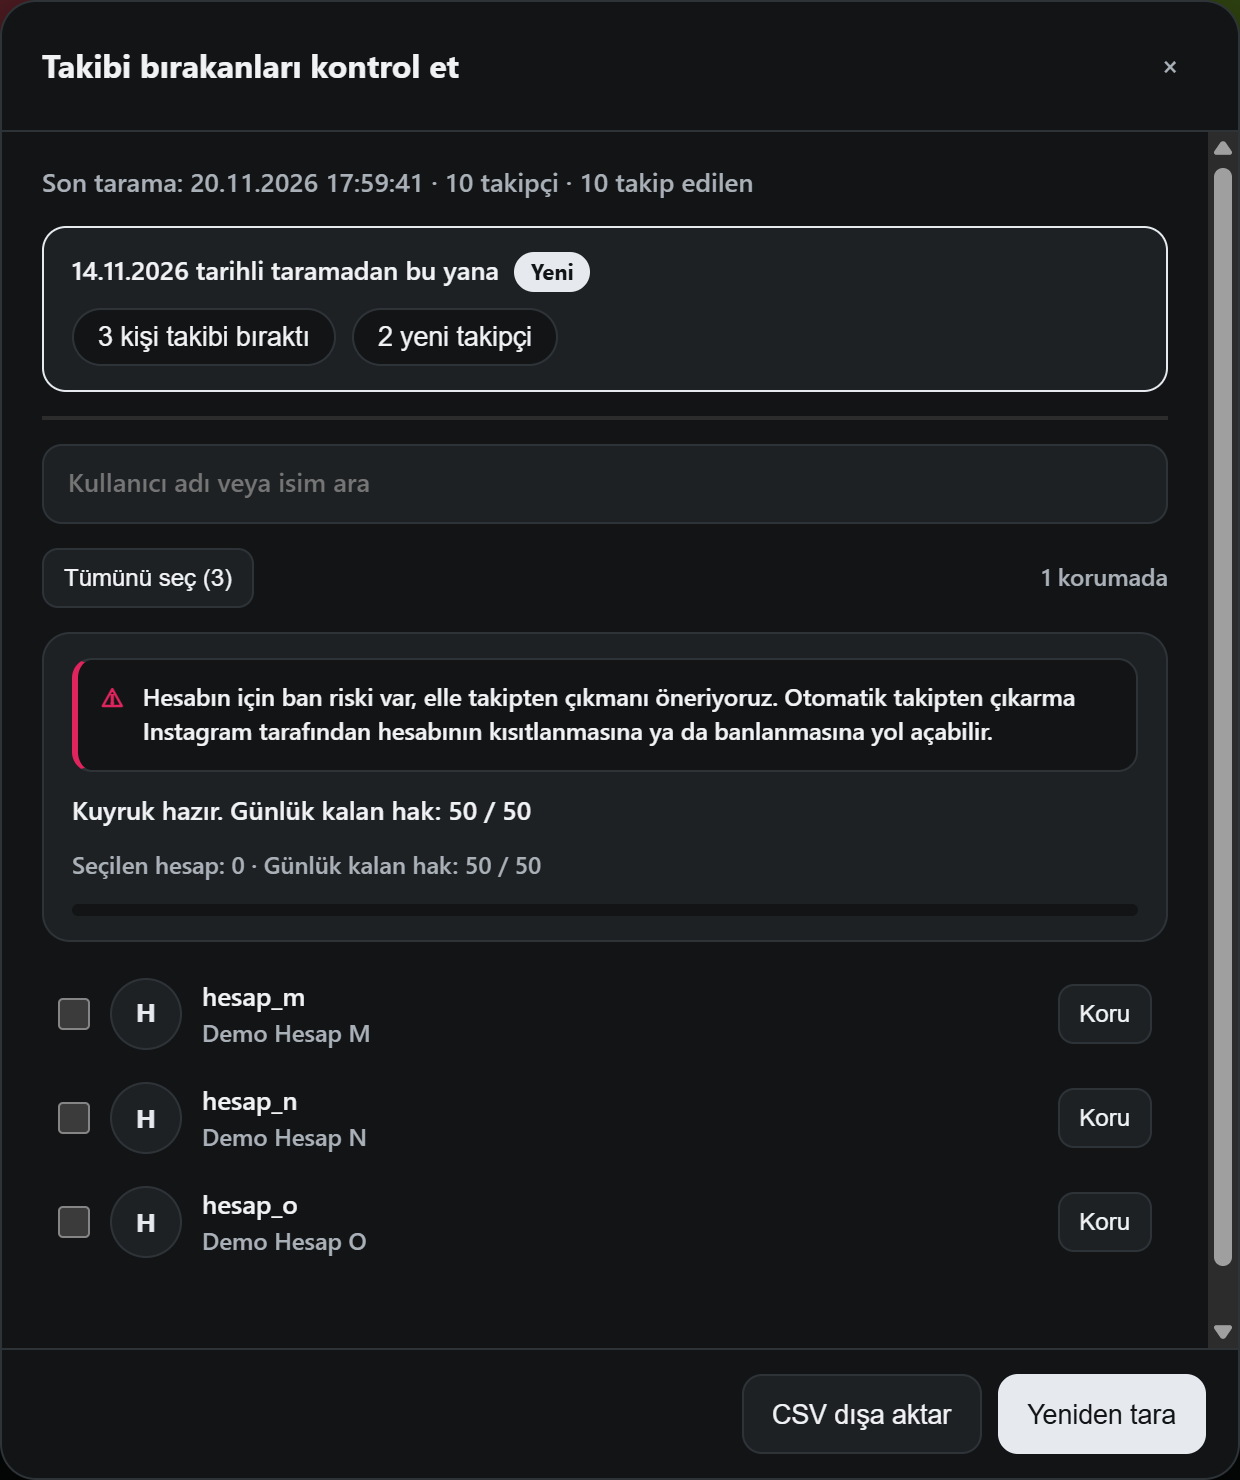 Takibi bırakanları kontrol et
×
Son tarama: 20.11.2026 17:59:41 · 10 takipçi · 10 takip edilen
14.11.2026 tarihli taramadan bu yana Yeni
3 kişi takibi bıraktı 2 yeni takipçi
Kullanıcı adı veya isim ara
Tümünü seç (3) 1 korumada
Hesabın için ban riski var, elle takipten çıkmanı öneriyoruz. Otomatik takipten çıkarma
Instagram tarafından hesabının kısıtlanmasına ya da banlanmasına yol açabilir.
Kuyruk hazır. Günlük kalan hak: 50 / 50
Seçilen hesap: 0 · Günlük kalan hak: 50 / 50
H hesap_m Koru
Demo Hesap M
H hesap_n Koru
Demo Hesap N
H hesap_o Koru
Demo Hesap O
CSV dışa aktar Yeniden tara